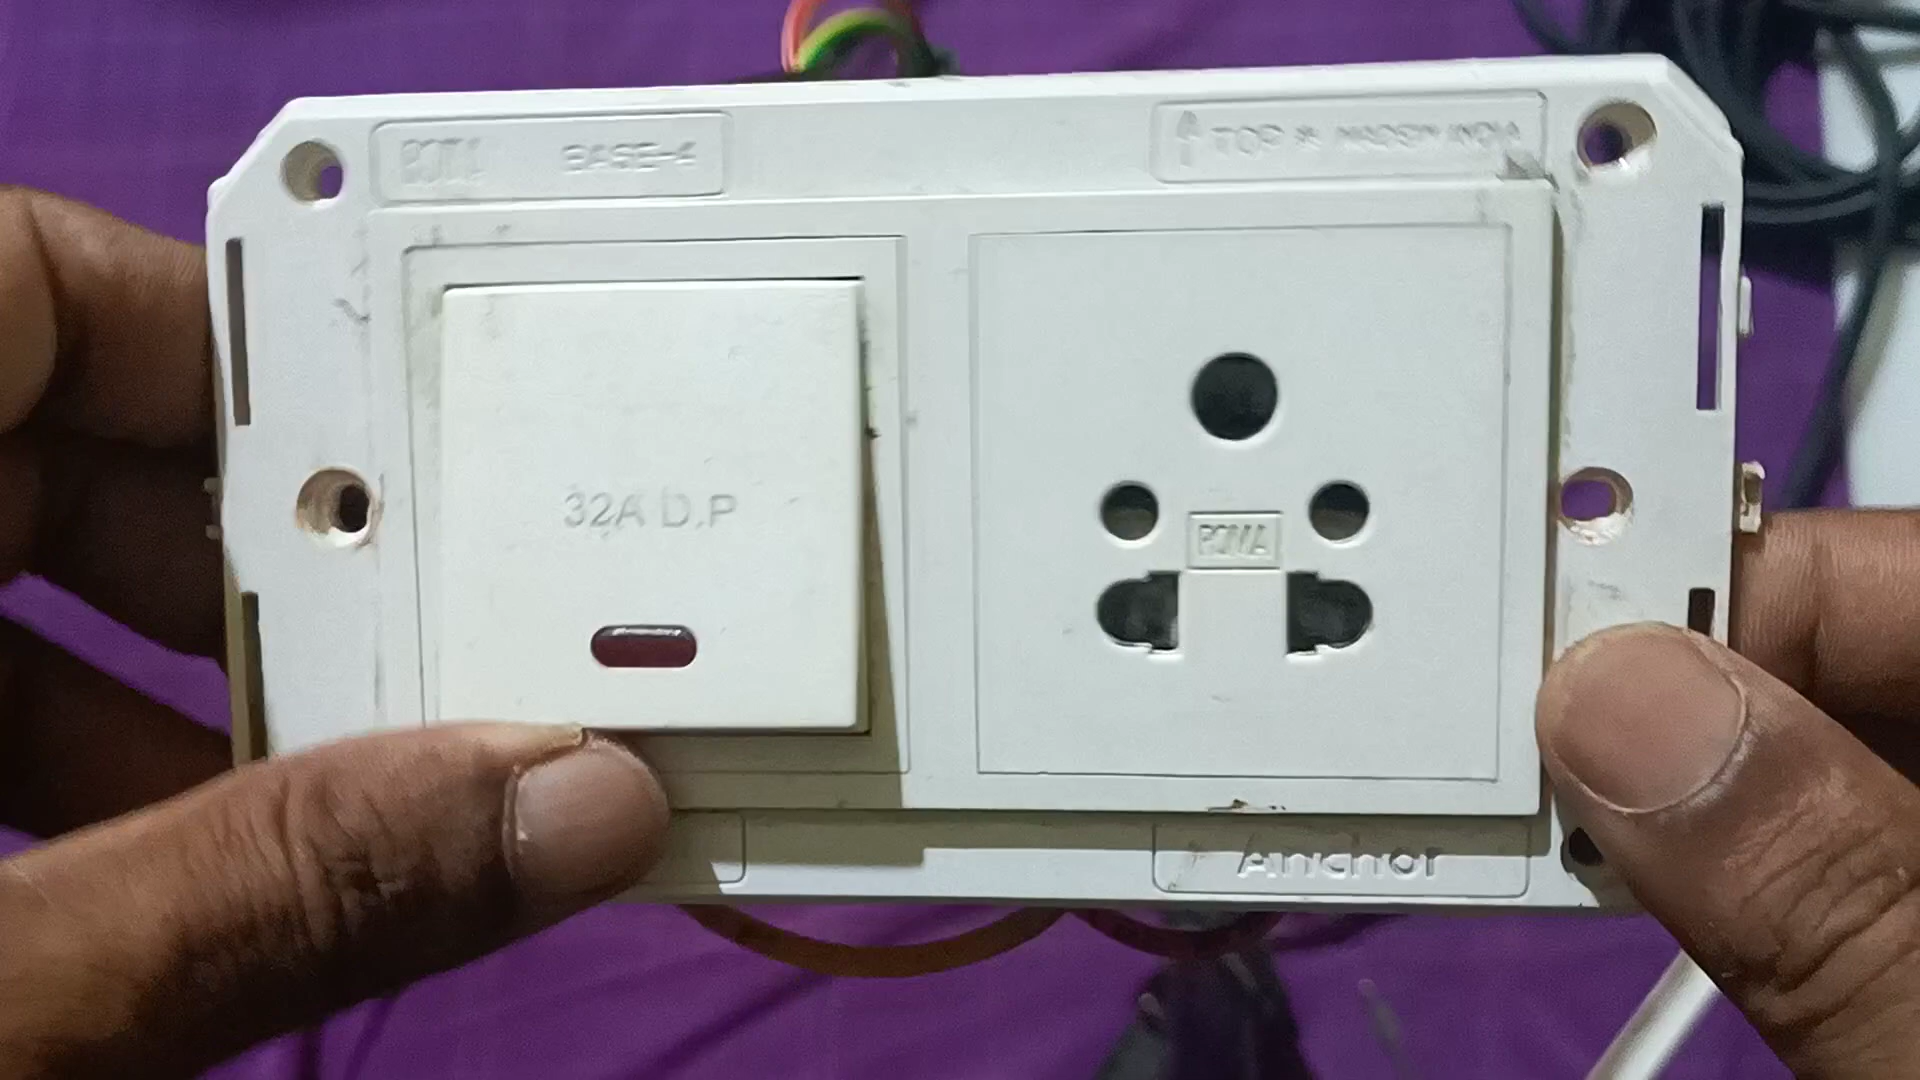 ROMA BASE-4
TOP * MADE IN INDIA
32A D.P
ROMA
Anchor